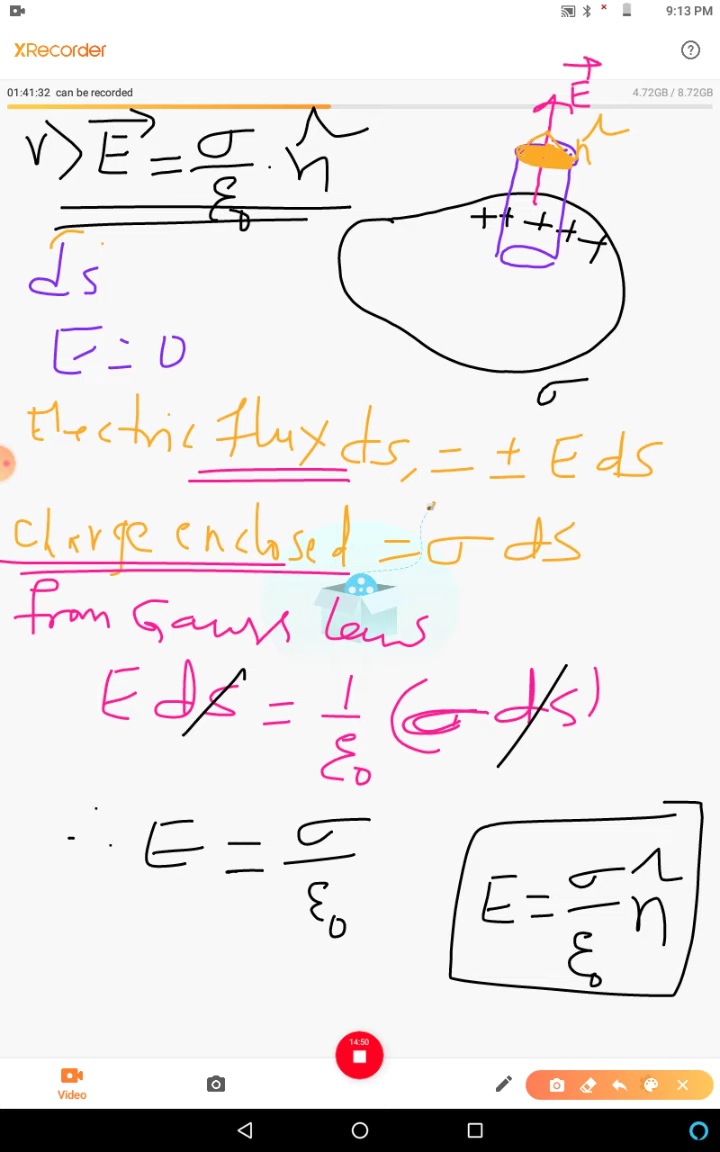 9:13 PM
XRecorder
?
01:41:32 can be recorded
4.72GB / 8.72GB
V> E⃗ = σ/ε₀ . n̂
E⃗
n̂
++ + + +
ds
E = 0
σ
Electric flux ds, = ± E ds
charge enclosed = σ ds
from Gauss laws
E ds = 1/ε₀ (σ ds)
∴ E = σ/ε₀
E = σ/ε₀ n̂
14:50
Video